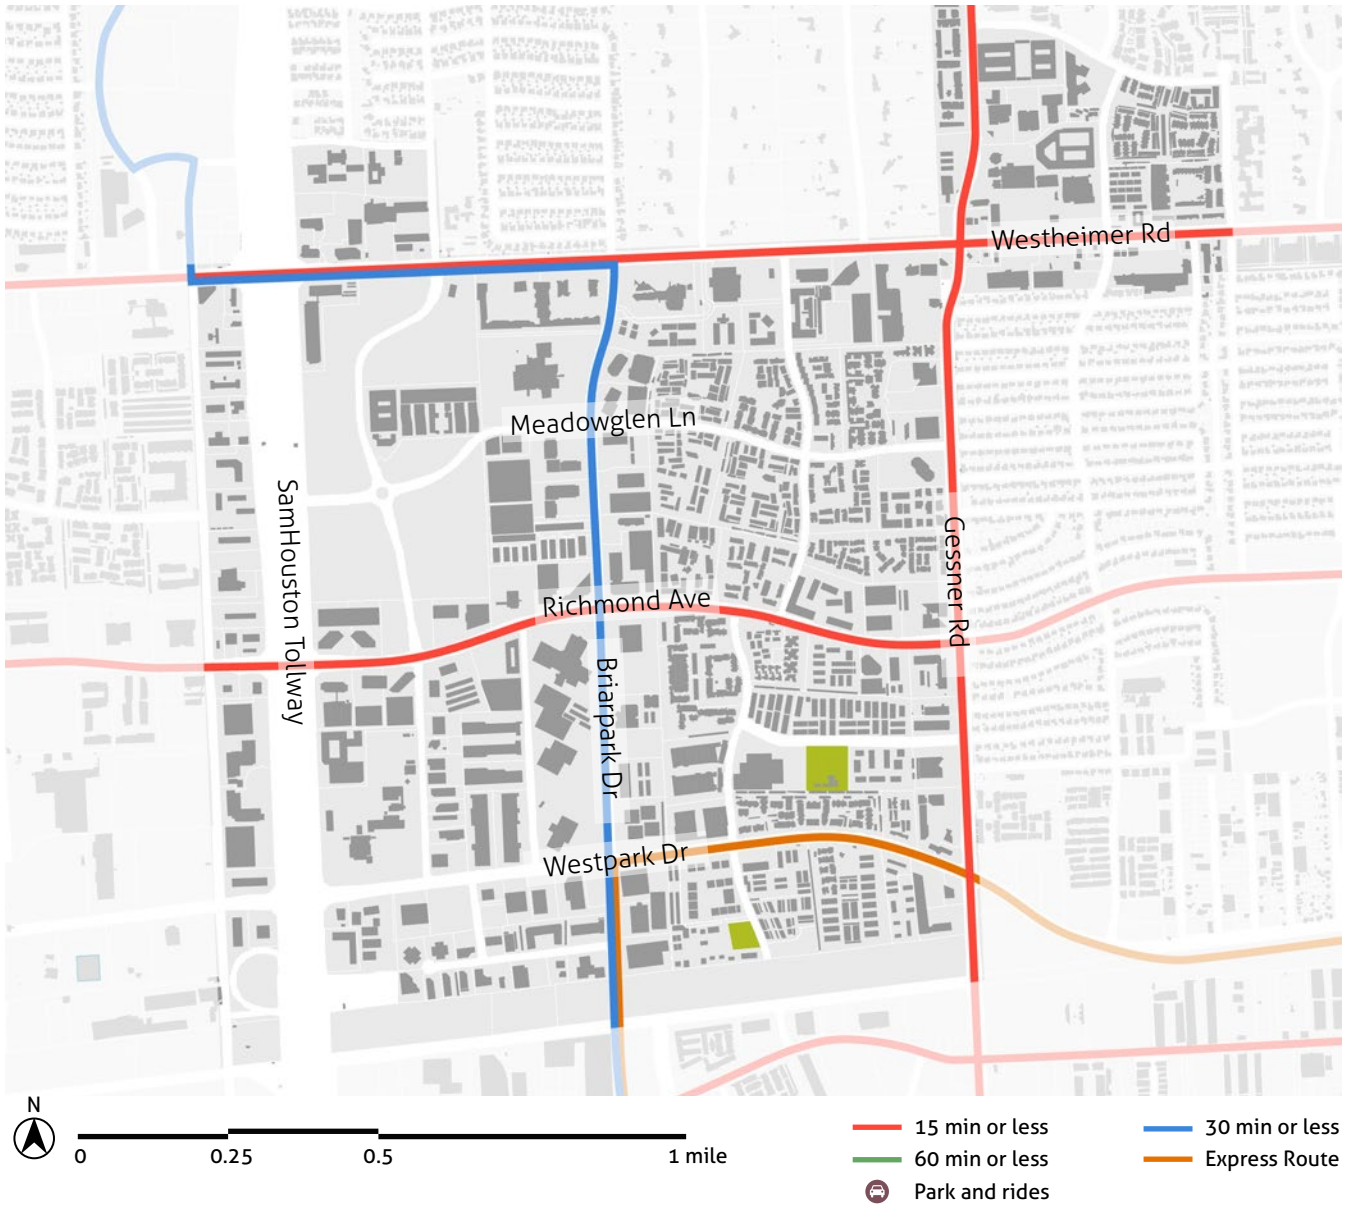 Westheimer Rd
Meadowglen Ln
SamHouston Tollway
Gessner Rd
Richmond Ave
Briarpark Dr
Westpark Dr
N
0 0.25 0.5 1 mile
15 min or less 30 min or less
60 min or less Express Route
Park and rides